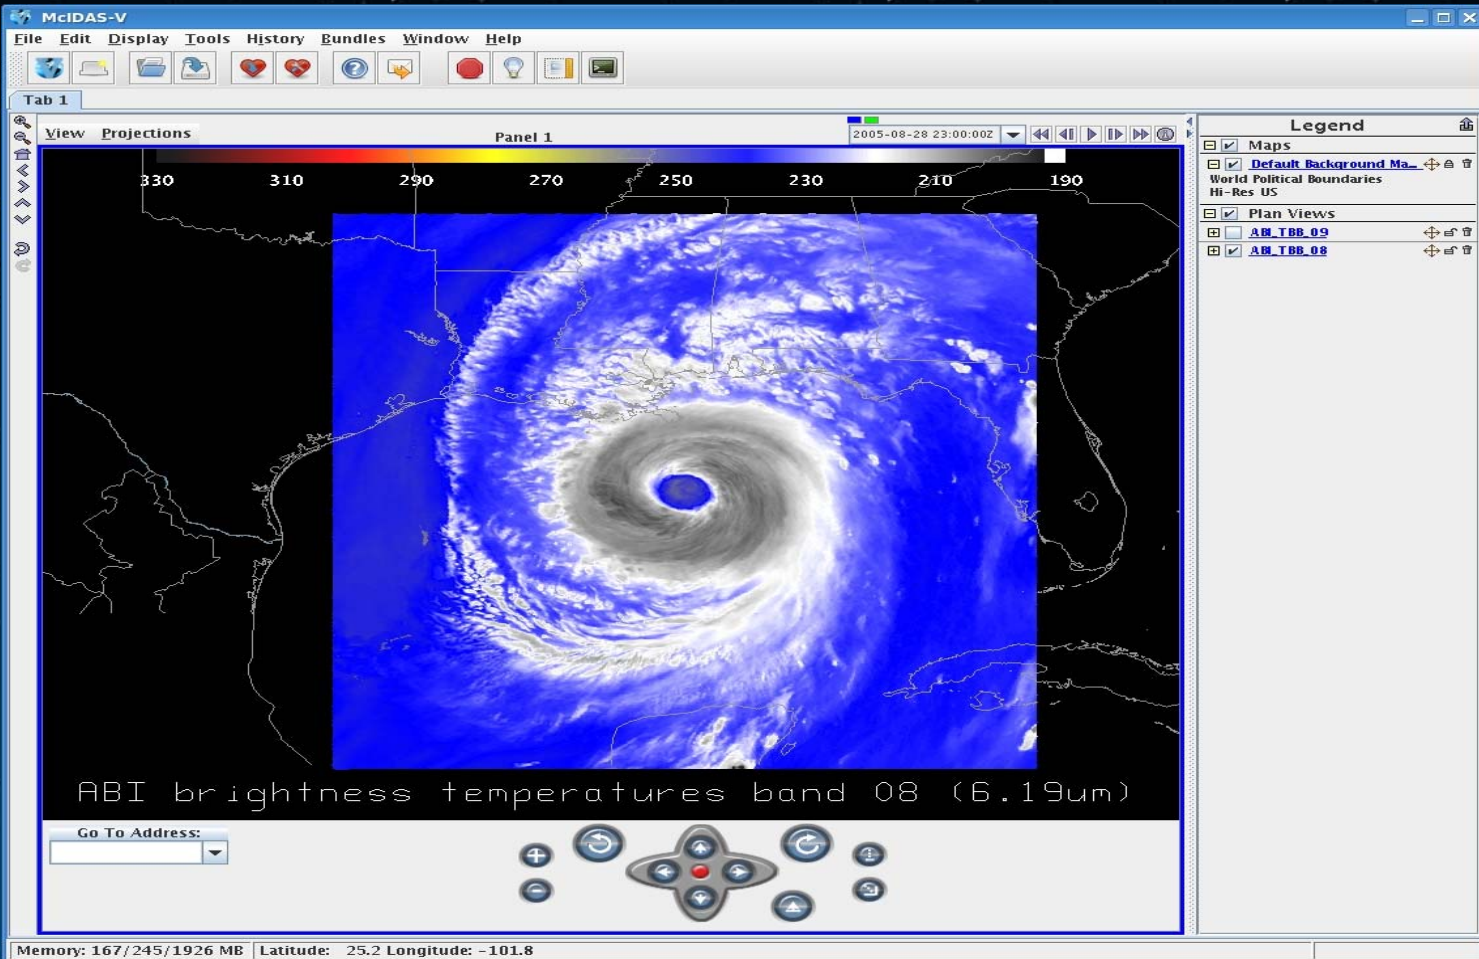 McIDAS-V
File Edit Display Tools History Bundles Window Help
Tab 1
View Projections
Panel 1
2005-08-28 23:00:00Z
330 310 290 270 250 230 210 190
ABI brightness temperatures band 08 (6.19um)
Go To Address:
Legend
Maps
Default Background Ma...
World Political Boundaries
Hi-Res US
Plan Views
ABI_TBB_09
ABI_TBB_08
Memory: 167/245/1926 MB Latitude: 25.2 Longitude: -101.8